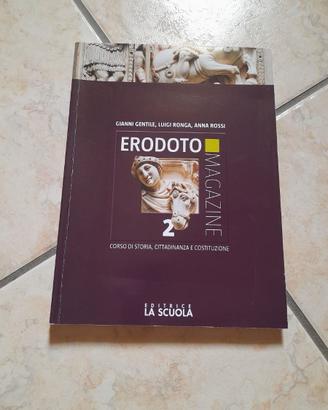 GIANNI GENTILE, LUIGI RONGA, ANNA ROSSI
ERODOTO
MAGAZINE
2
CORSO DI STORIA, CITTADINANZA E COSTITUZIONE
EDITRICE
LA SCUOLA